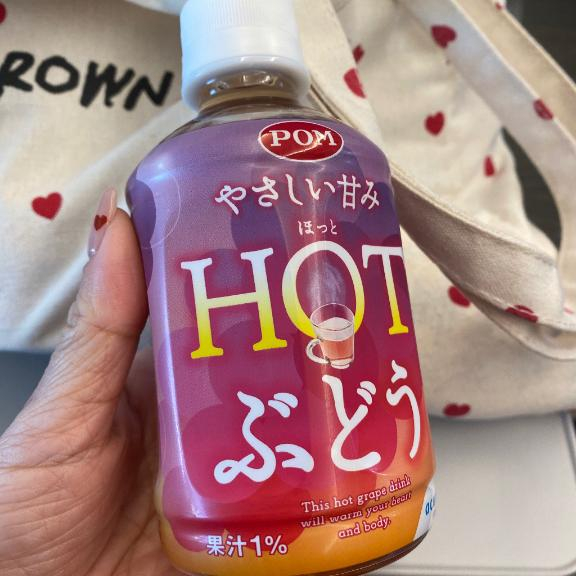 ROWN
POM
やさしい甘み
ほっと
HOT
ぶどう
This hot grape drink
will warm your heart
and body.
果汁1%